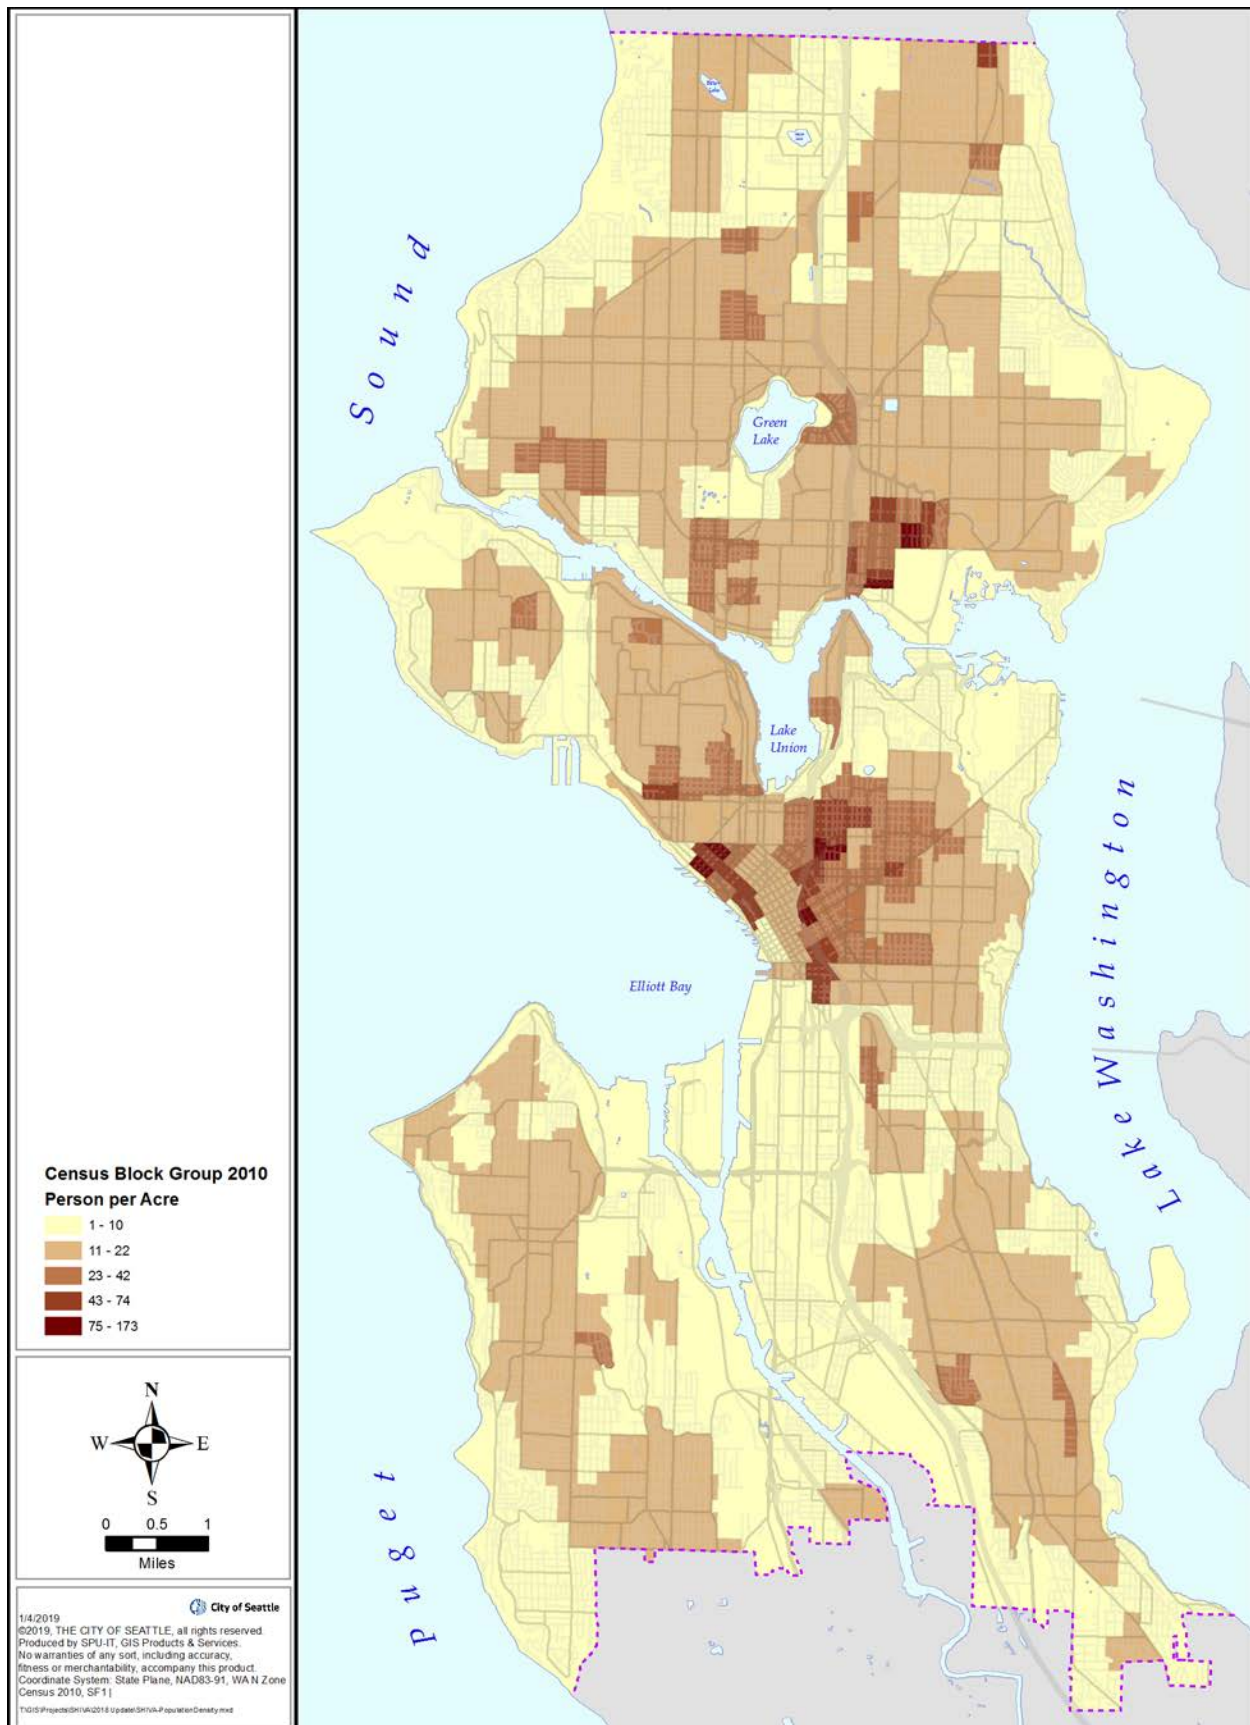 Puget Sound
Green
Lake
Lake
Union
Lake Washington
Elliott Bay
Census Block Group 2010
Person per Acre
1 - 10
11 - 22
23 - 42
43 - 74
75 - 173
N
W E
S
0 0.5 1
Miles
City of Seattle
1/4/2019
©2019, THE CITY OF SEATTLE, all rights reserved.
Produced by SPU-IT, GIS Products & Services.
No warranties of any sort, including accuracy,
fitness or merchantability, accompany this product.
Coordinate System: State Plane, NAD83-91, WA N Zone
Census 2010, SF1 |